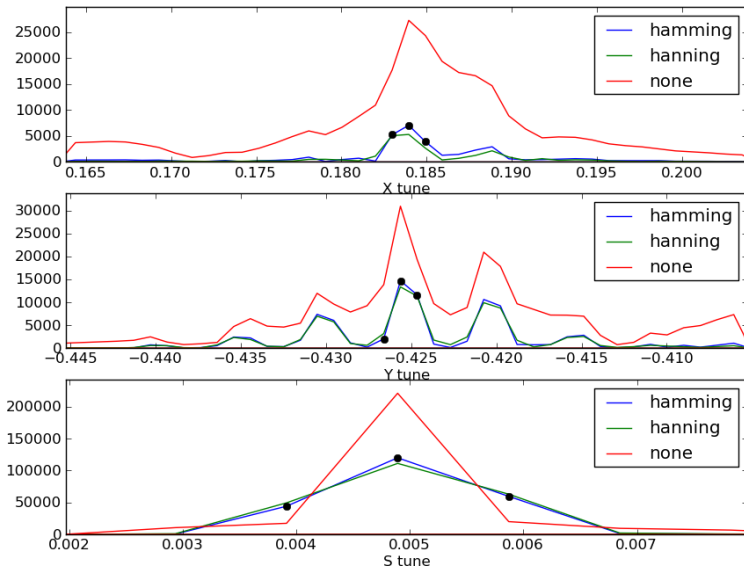 30000
25000
20000
15000
10000
5000
0
0.165 0.170 0.175 0.180 0.185 0.190 0.195 0.200
X tune
hamming
hanning
none
30000
25000
20000
15000
10000
5000
0
−0.445 −0.440 −0.435 −0.430 −0.425 −0.420 −0.415 −0.410
Y tune
hamming
hanning
none
200000
150000
100000
50000
0
0.002 0.003 0.004 0.005 0.006 0.007
S tune
hamming
hanning
none